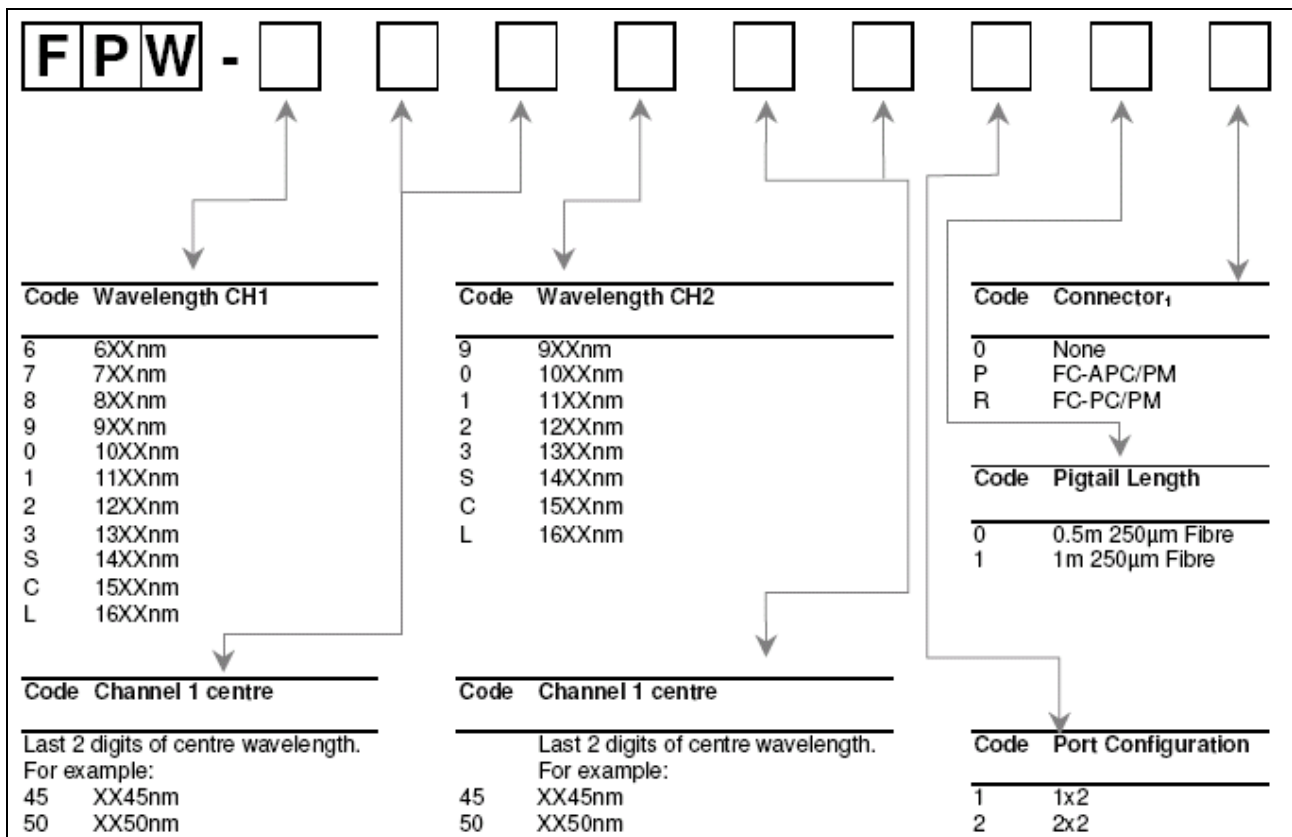 FPW -
Code Wavelength CH1
6 6XXnm
7 7XXnm
8 8XXnm
9 9XXnm
0 10XXnm
1 11XXnm
2 12XXnm
3 13XXnm
S 14XXnm
C 15XXnm
L 16XXnm
Code Channel 1 centre
Last 2 digits of centre wavelength.
For example:
45 XX45nm
50 XX50nm
Code Wavelength CH2
9 9XXnm
0 10XXnm
1 11XXnm
2 12XXnm
3 13XXnm
S 14XXnm
C 15XXnm
L 16XXnm
Code Channel 1 centre
Last 2 digits of centre wavelength.
For example:
45 XX45nm
50 XX50nm
Code Connector₁
0 None
P FC-APC/PM
R FC-PC/PM
Code Pigtail Length
0 0.5m 250µm Fibre
1 1m 250µm Fibre
Code Port Configuration
1 1x2
2 2x2